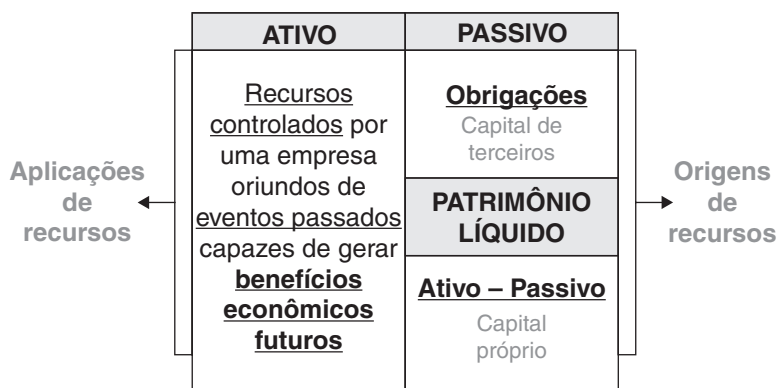 ATIVO
PASSIVO
Recursos
controlados por
uma empresa
oriundos de
eventos passados
capazes de gerar
benefícios
econômicos
futuros
Obrigações
Capital de
terceiros
PATRIMÔNIO
LÍQUIDO
Ativo – Passivo
Capital
próprio
Aplicações
de
recursos
Origens
de
recursos